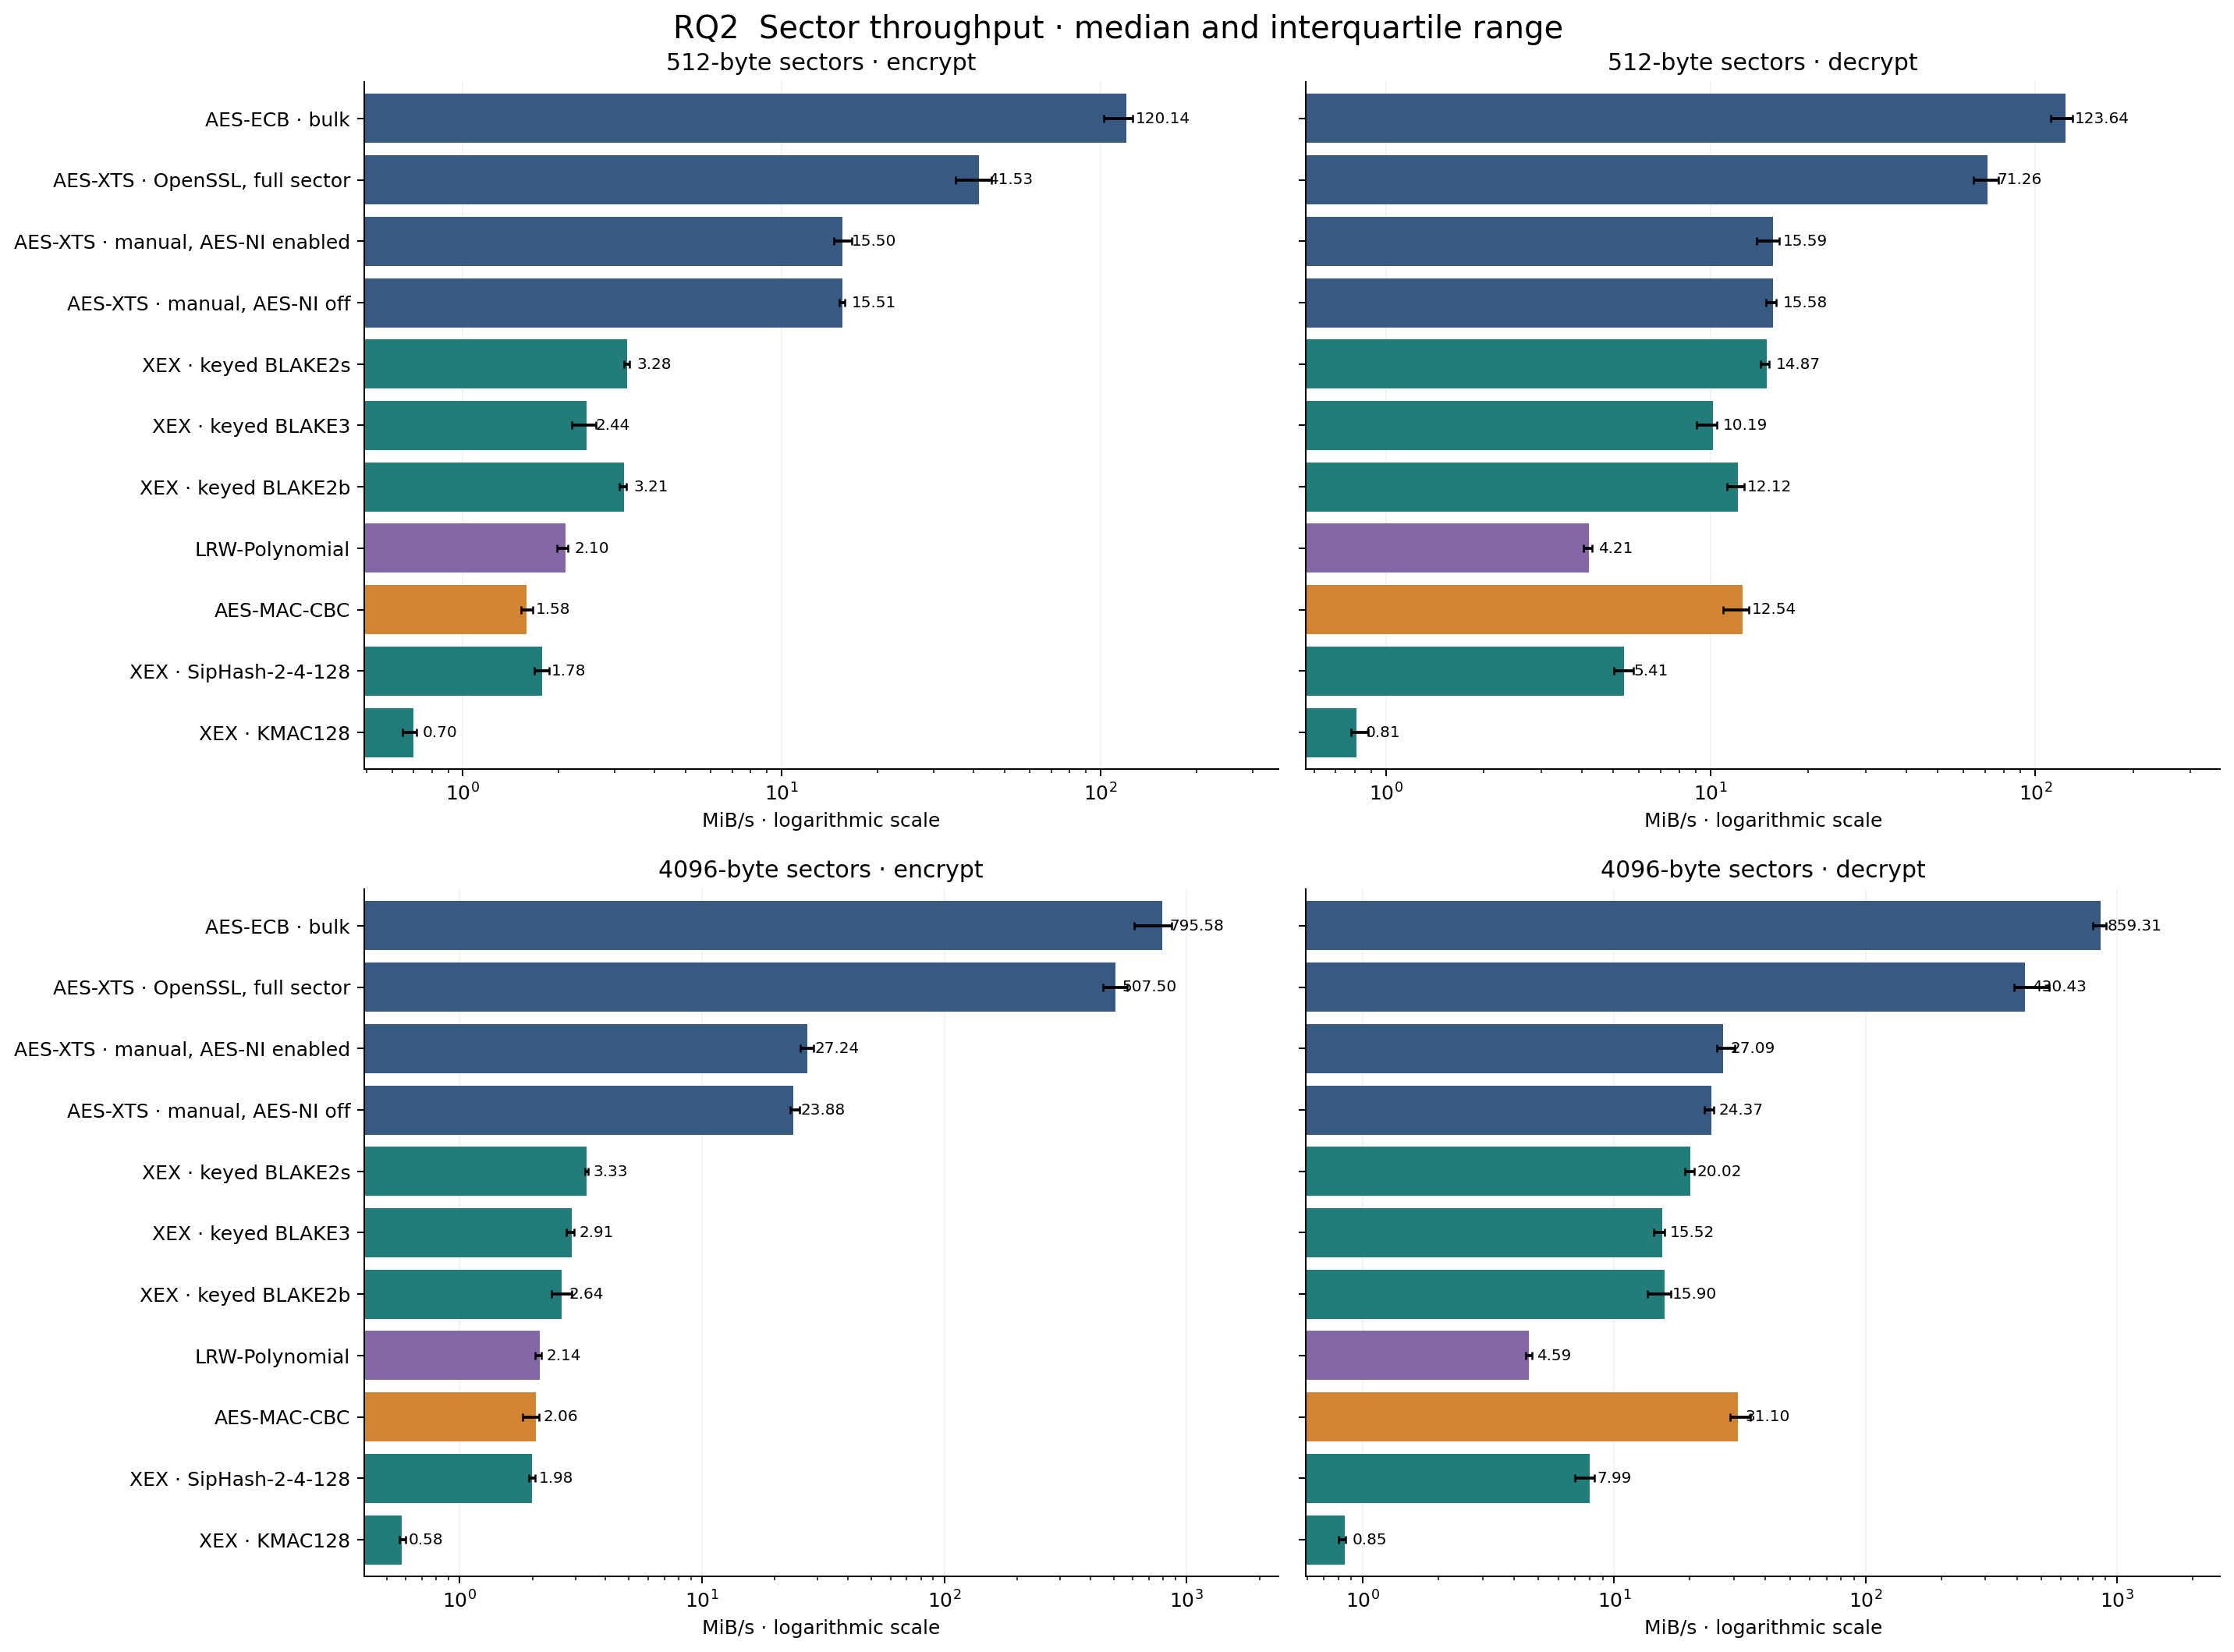 RQ2  Sector throughput · median and interquartile range
512-byte sectors · encrypt
AES-ECB · bulk 120.14
AES-XTS · OpenSSL, full sector 41.53
AES-XTS · manual, AES-NI enabled 15.50
AES-XTS · manual, AES-NI off 15.51
XEX · keyed BLAKE2s 3.28
XEX · keyed BLAKE3 2.44
XEX · keyed BLAKE2b 3.21
LRW-Polynomial 2.10
AES-MAC-CBC 1.58
XEX · SipHash-2-4-128 1.78
XEX · KMAC128 0.70
10⁰ 10¹ 10²
MiB/s · logarithmic scale
512-byte sectors · decrypt
123.64
71.26
15.59
15.58
14.87
10.19
12.12
4.21
12.54
5.41
0.81
10⁰ 10¹ 10²
MiB/s · logarithmic scale
4096-byte sectors · encrypt
AES-ECB · bulk 795.58
AES-XTS · OpenSSL, full sector 507.50
AES-XTS · manual, AES-NI enabled 27.24
AES-XTS · manual, AES-NI off 23.88
XEX · keyed BLAKE2s 3.33
XEX · keyed BLAKE3 2.91
XEX · keyed BLAKE2b 2.64
LRW-Polynomial 2.14
AES-MAC-CBC 2.06
XEX · SipHash-2-4-128 1.98
XEX · KMAC128 0.58
10⁰ 10¹ 10² 10³
MiB/s · logarithmic scale
4096-byte sectors · decrypt
859.31
430.43
27.09
24.37
20.02
15.52
15.90
4.59
31.10
7.99
0.85
10⁰ 10¹ 10² 10³
MiB/s · logarithmic scale